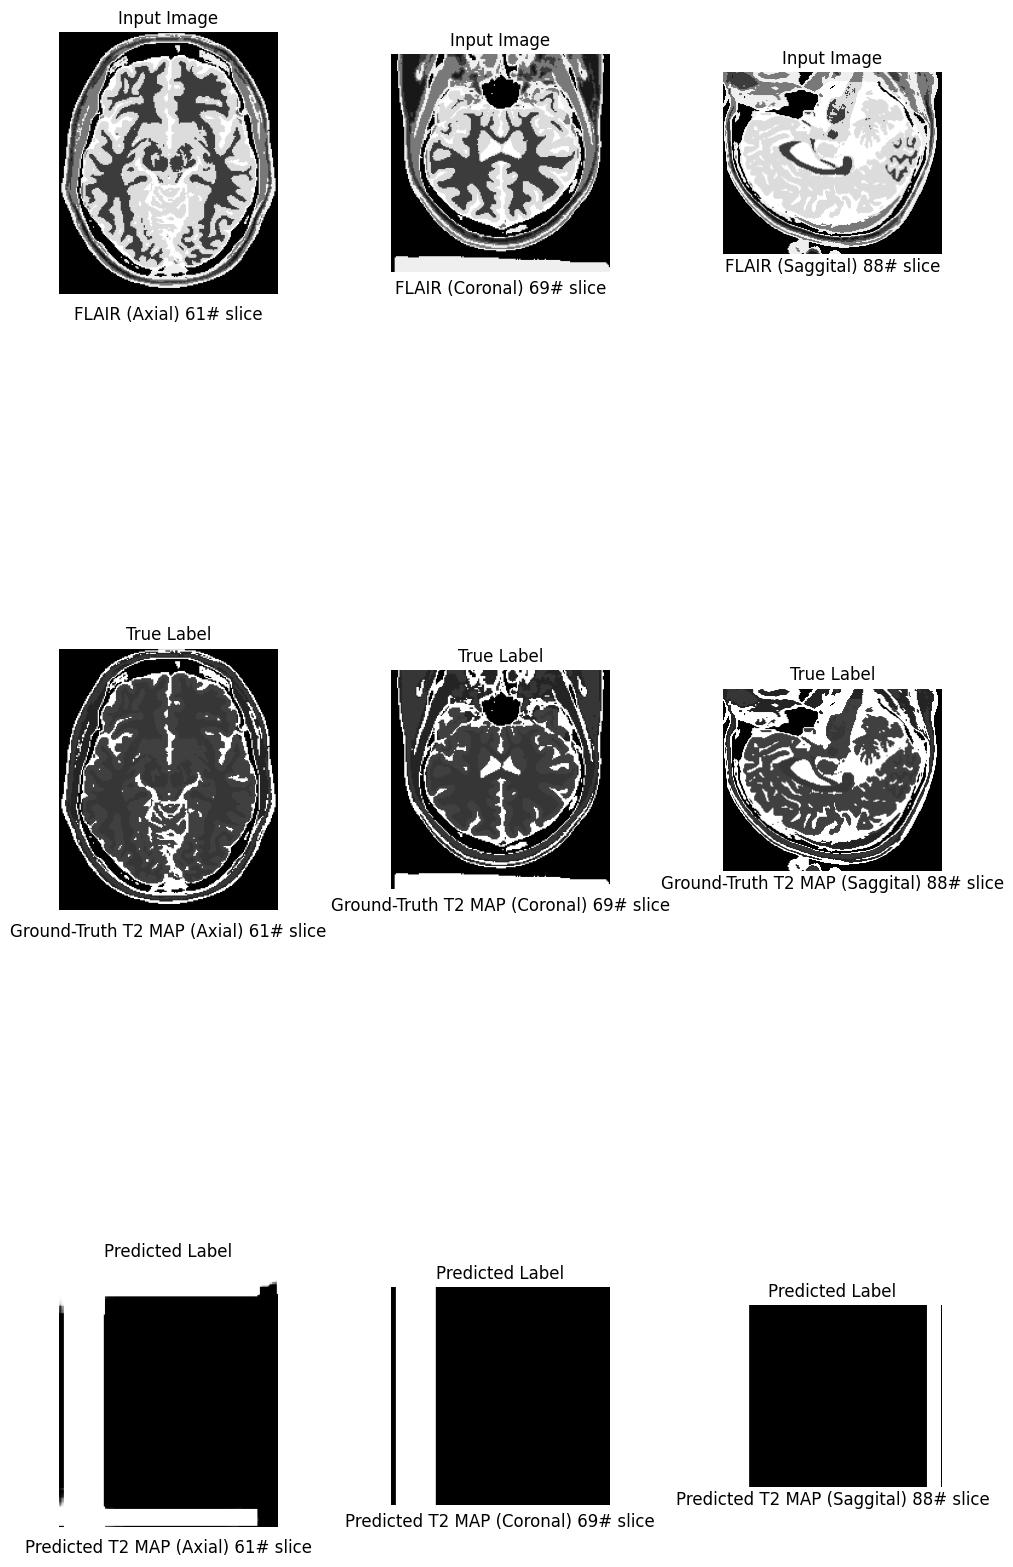 Input Image
Input Image
Input Image
FLAIR (Axial) 61# slice
FLAIR (Coronal) 69# slice
FLAIR (Saggital) 88# slice
True Label
True Label
True Label
Ground-Truth T2 MAP (Axial) 61# slice
Ground-Truth T2 MAP (Coronal) 69# slice
Ground-Truth T2 MAP (Saggital) 88# slice
Predicted Label
Predicted Label
Predicted Label
Predicted T2 MAP (Axial) 61# slice
Predicted T2 MAP (Coronal) 69# slice
Predicted T2 MAP (Saggital) 88# slice